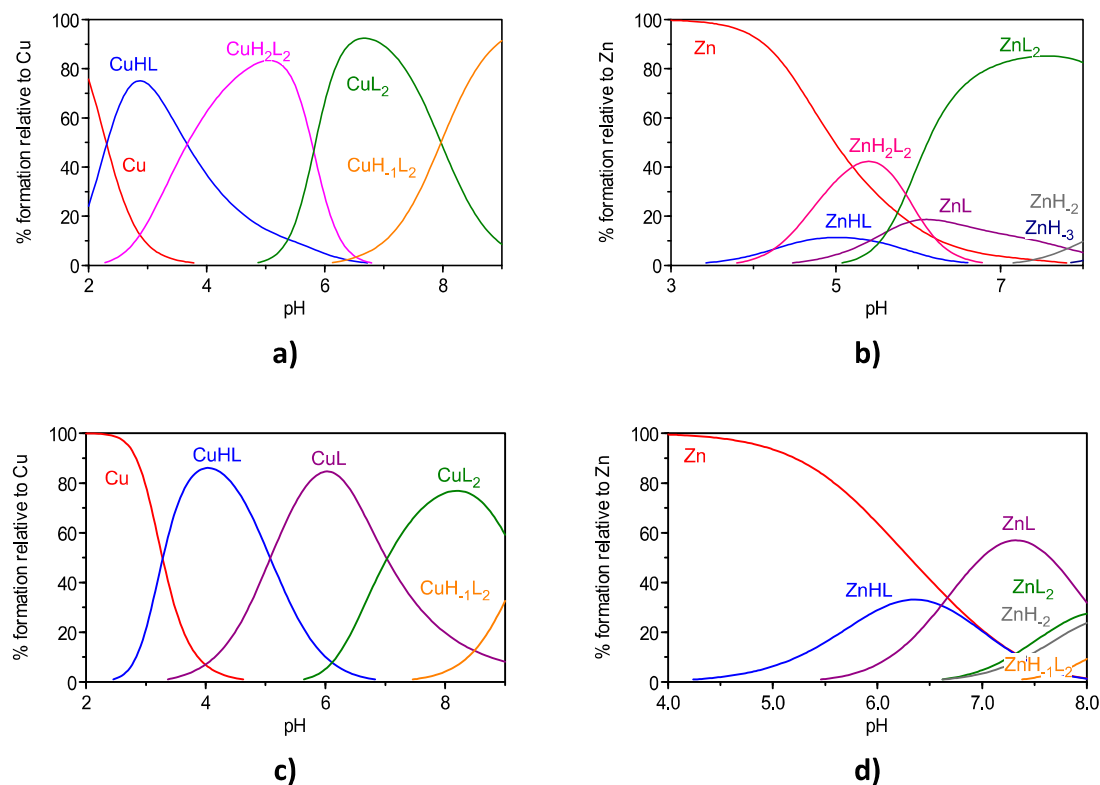 % formation relative to Cu
100
80
60
40
20
0
2
4
6
8
pH
CuHL
Cu
CuH₂L₂
CuL₂
CuH₋₁L₂
a)
% formation relative to Zn
100
80
60
40
20
0
3
5
7
pH
Zn
ZnH₂L₂
ZnHL
ZnL
ZnL₂
ZnH₋₂
ZnH₋₃
b)
% formation relative to Cu
100
80
60
40
20
0
2
4
6
8
pH
Cu
CuHL
CuL
CuL₂
CuH₋₁L₂
c)
% formation relative to Zn
100
80
60
40
20
0
4.0
5.0
6.0
7.0
8.0
pH
Zn
ZnHL
ZnL
ZnL₂
ZnH₋₂
ZnH₋₁L₂
d)